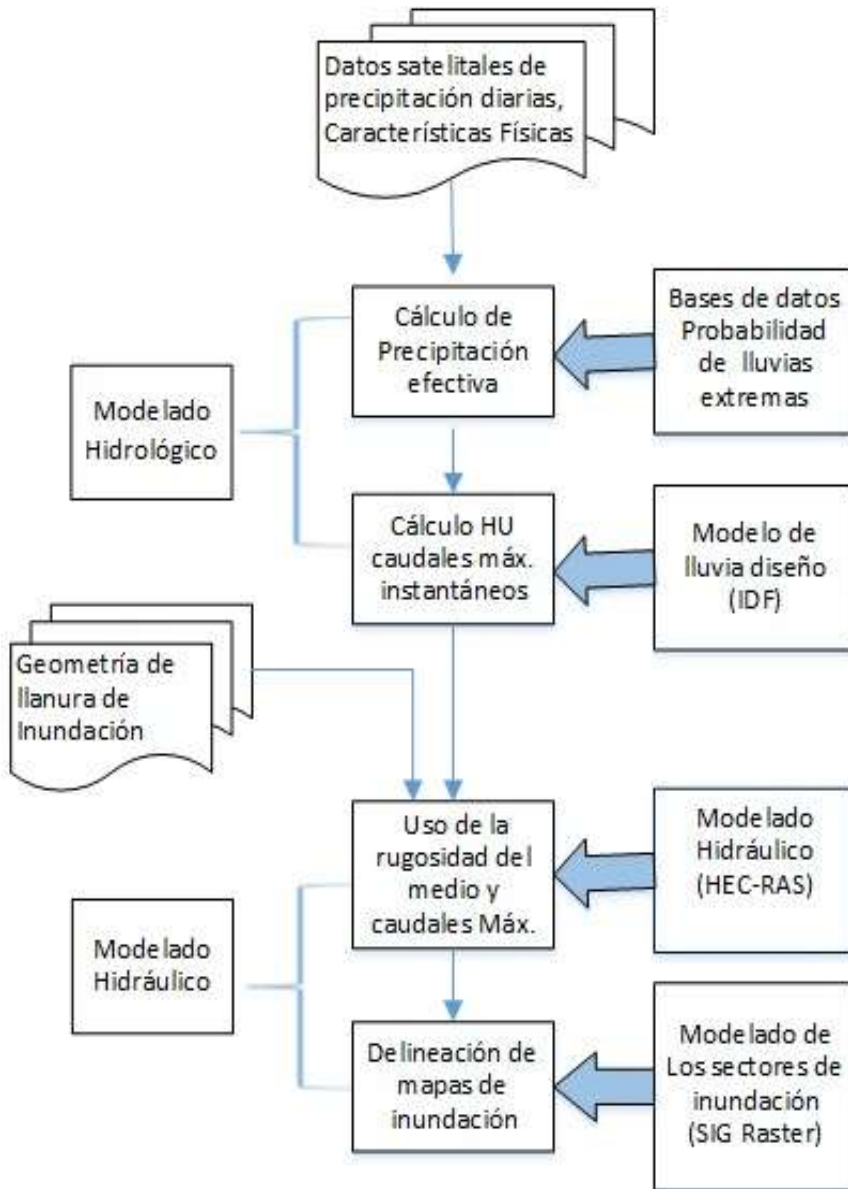 Datos satelitales de
precipitación diarias,
Características Físicas
Cálculo de
Precipitación
efectiva
Bases de datos
Probabilidad
de lluvias
extremas
Modelado
Hidrológico
Cálculo HU
caudales máx.
instantáneos
Modelo de
lluvia diseño
(IDF)
Geometría de
llanura de
Inundación
Uso de la
rugosidad del
medio y
caudales Máx.
Modelado
Hidráulico
(HEC-RAS)
Modelado
Hidráulico
Delineación de
mapas de
inundación
Modelado de
Los sectores de
inundación
(SIG Raster)